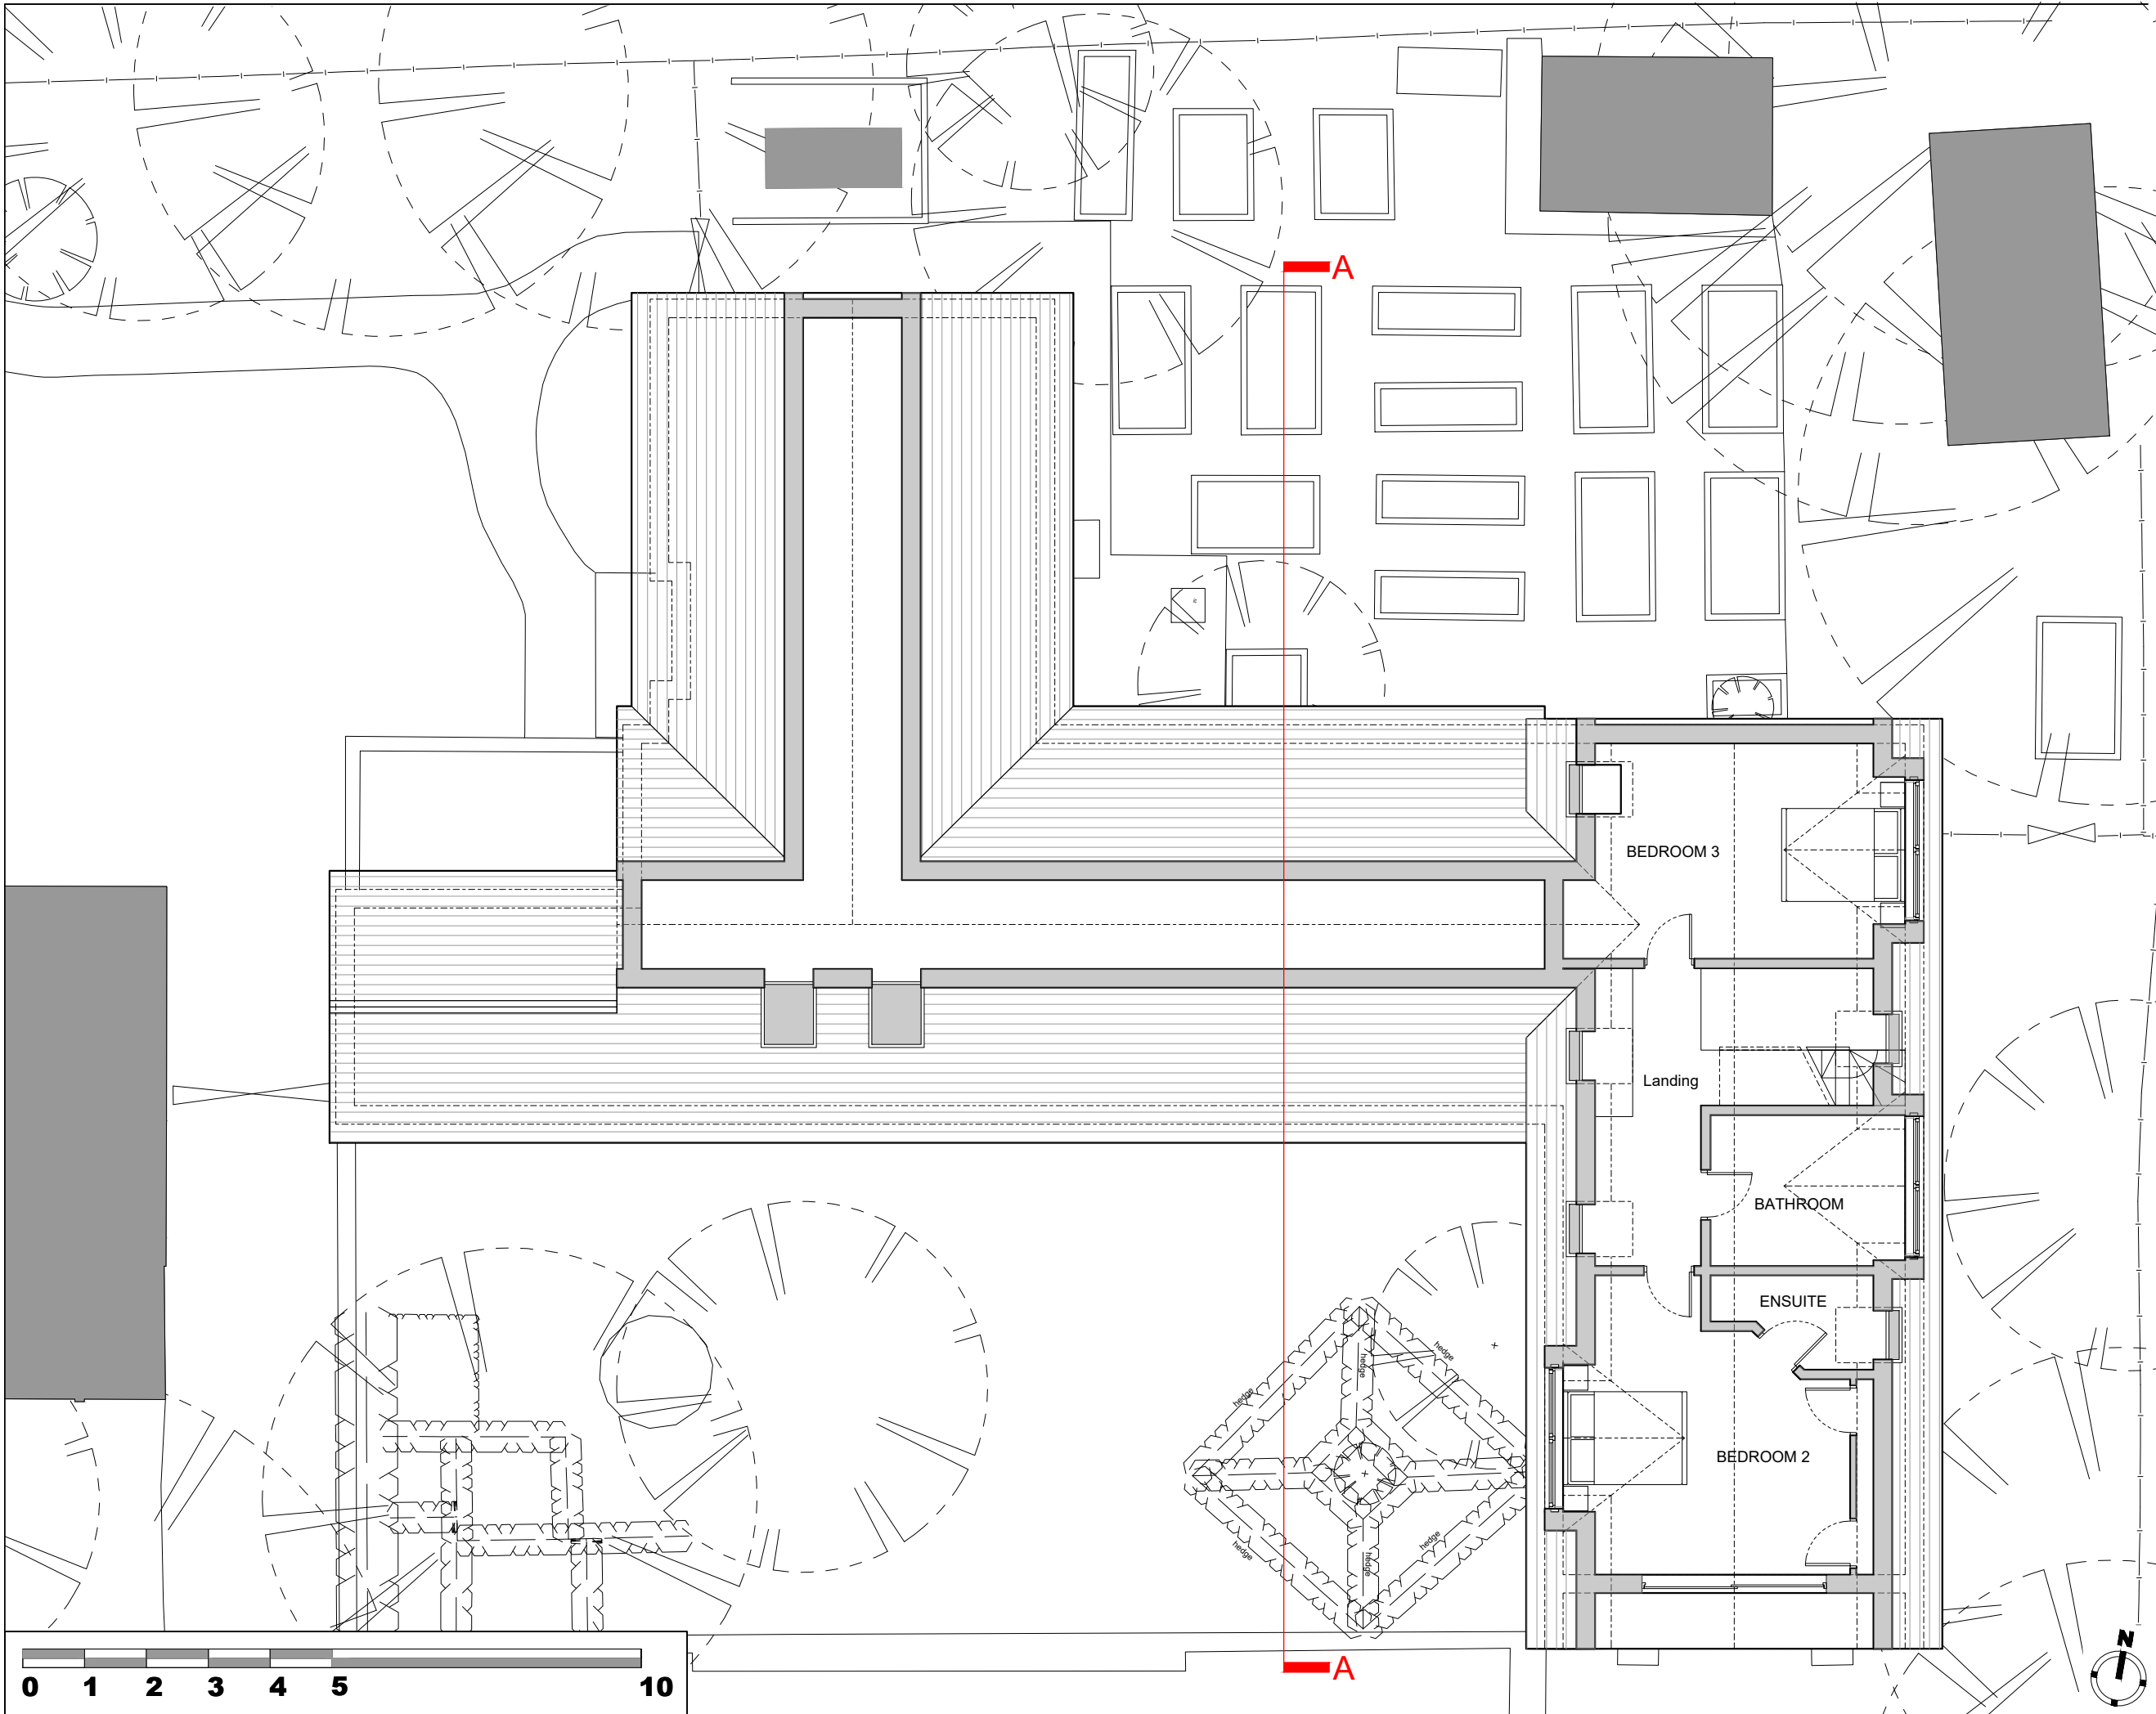 A
BEDROOM 3
Landing
BATHROOM
ENSUITE
hedge
hedge
hedge
BEDROOM 2
hedge
hedge
hedge
N
A
0 1 2 3 4 5 10